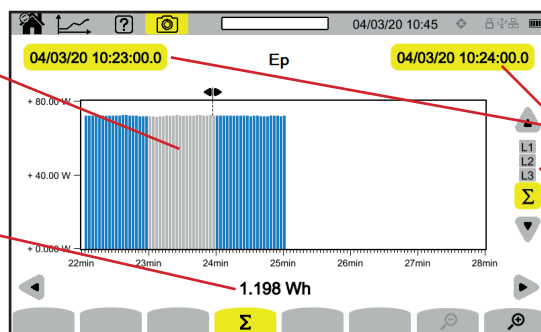 ?
04/03/20 10:45
04/03/20 10:23:00.0
Ep
04/03/20 10:24:00.0
+ 80.00 W
+ 40.00 W
+ 0.000 W
22min 23min 24min 25min 26min 27min 28min
L1
L2
L3
Σ
1.198 Wh
Σ